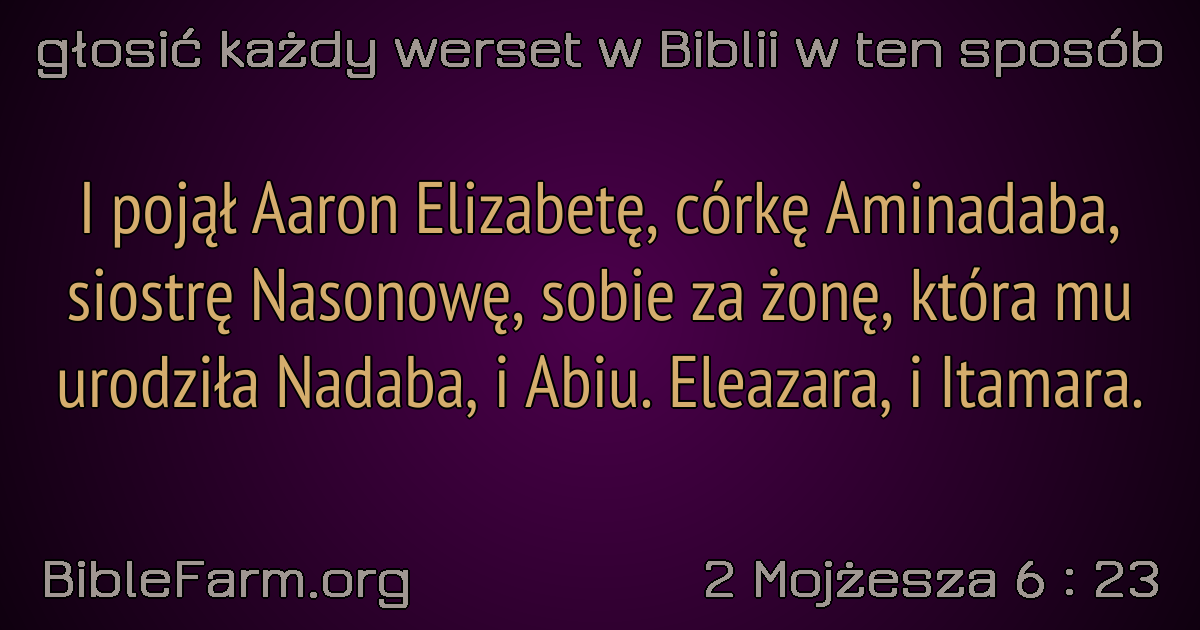 głosić każdy werset w Biblii w ten sposób
I pojął Aaron Elizabetę, córkę Aminadaba,
siostrę Nasonowę, sobie za żonę, która mu
urodziła Nadaba, i Abiu. Eleazara, i Itamara.
BibleFarm.org
2 Mojżesza 6 : 23